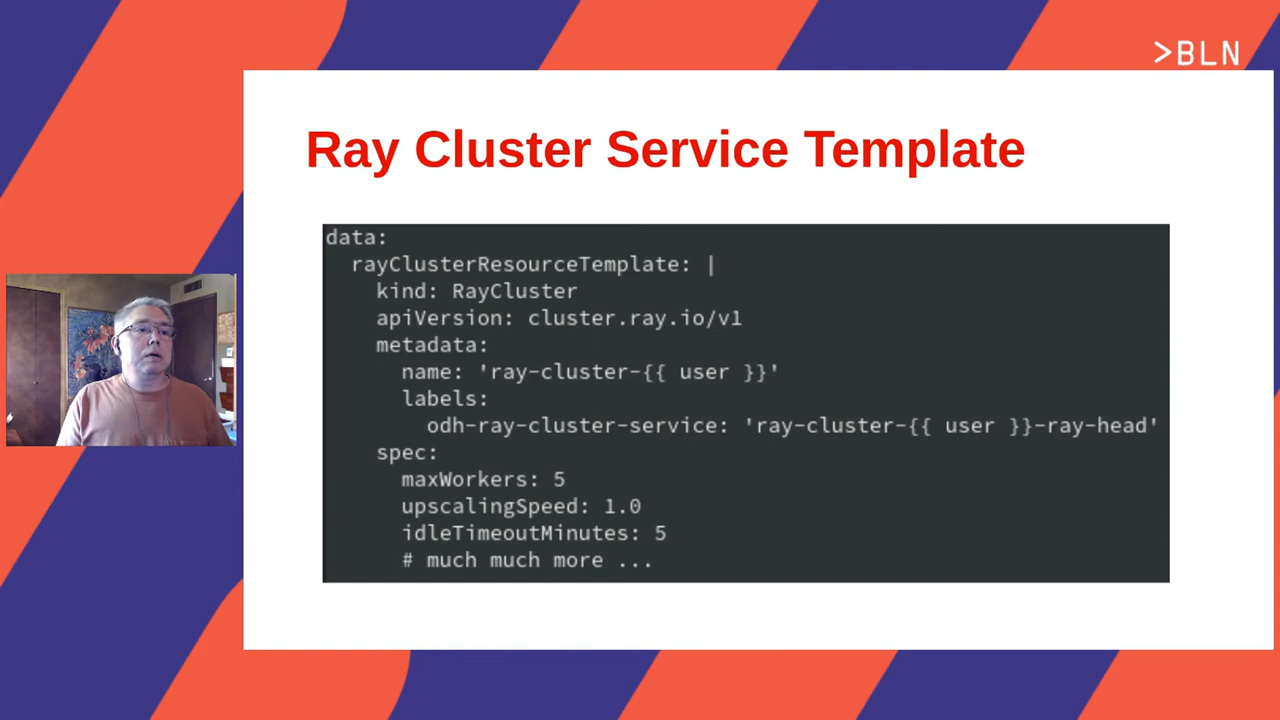 >BLN
Ray Cluster Service Template
data:
  rayClusterResourceTemplate: |
    kind: RayCluster
    apiVersion: cluster.ray.io/v1
    metadata:
      name: 'ray-cluster-{{ user }}'
      labels:
        odh-ray-cluster-service: 'ray-cluster-{{ user }}-ray-head'
    spec:
      maxWorkers: 5
      upscalingSpeed: 1.0
      idleTimeoutMinutes: 5
      # much much more ...